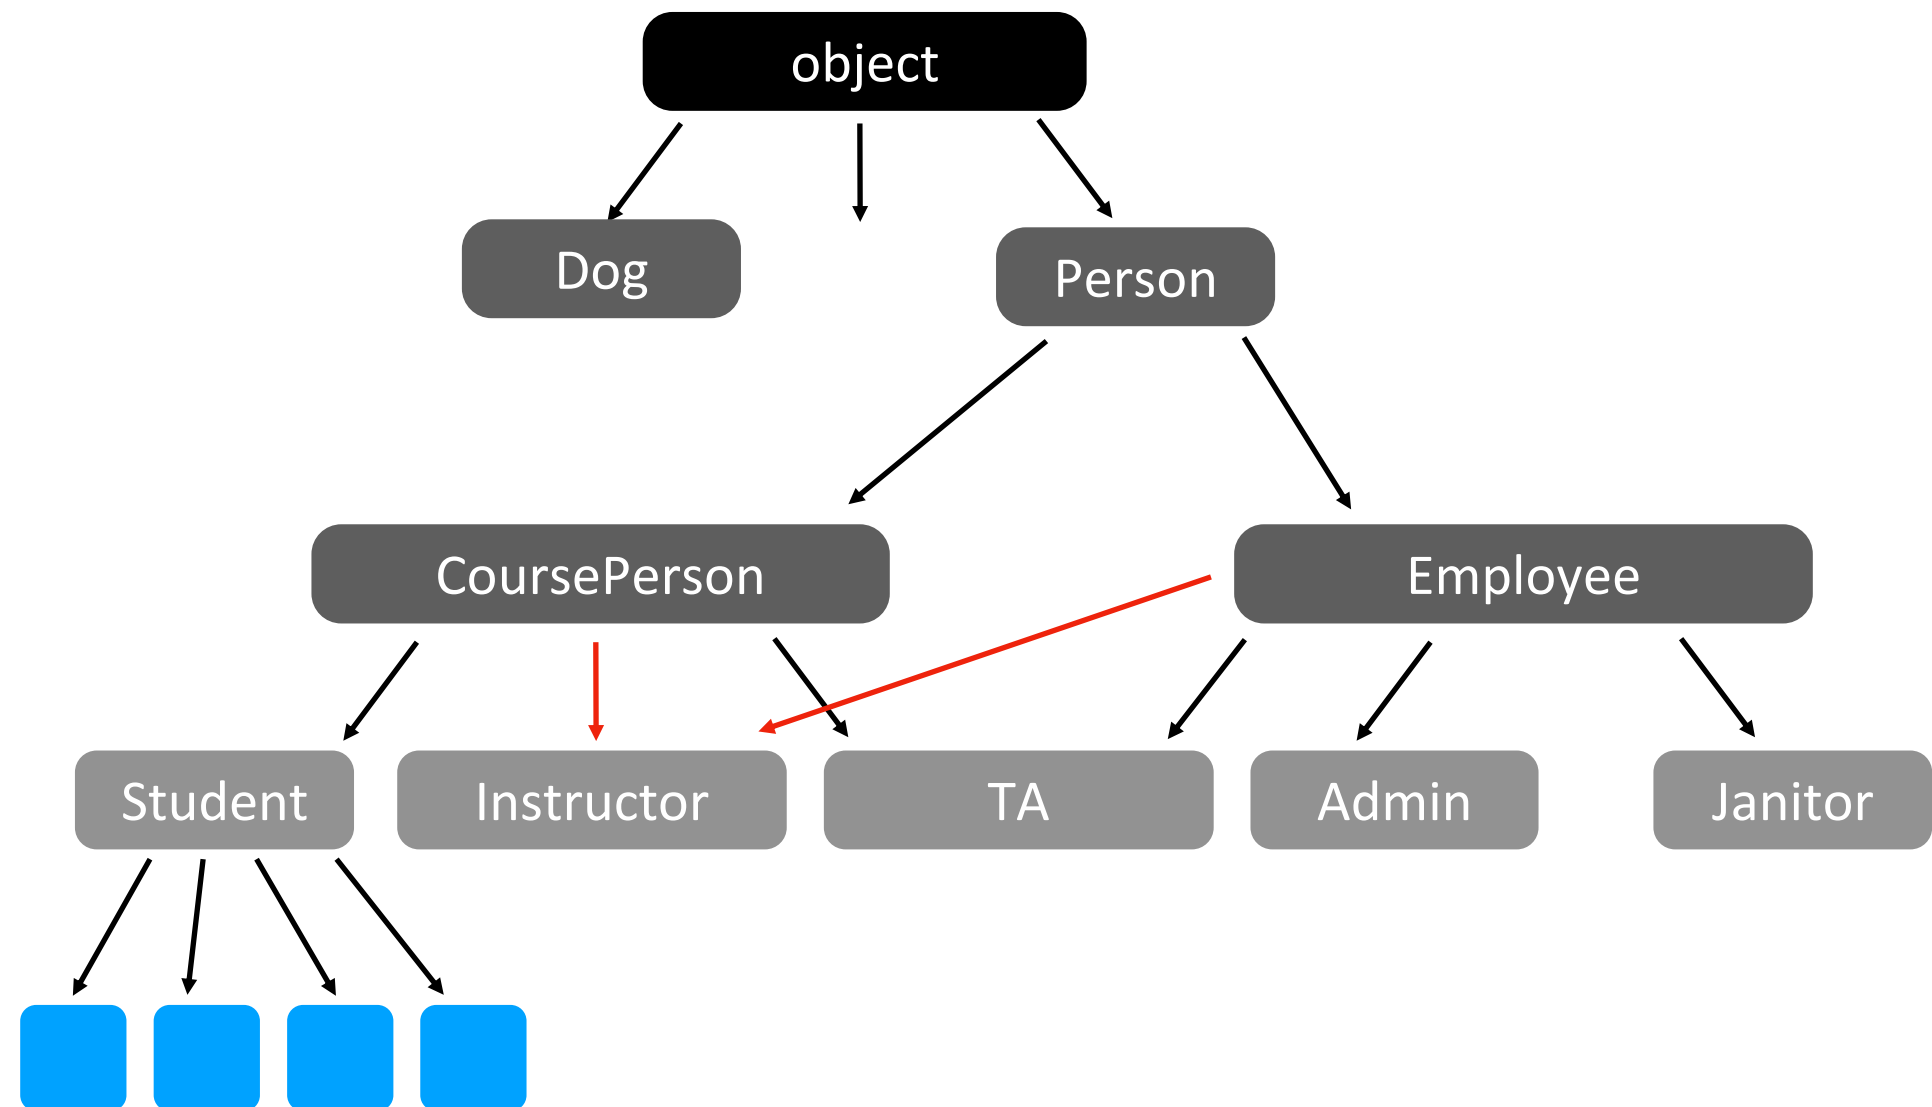 object
Dog
Person
CoursePerson
Employee
Student
Instructor
TA
Admin
Janitor